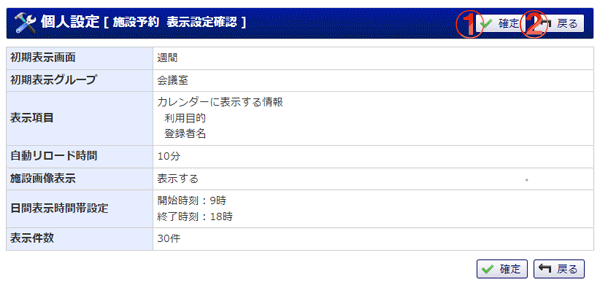 個人設定 [ 施設予約 表示設定確認 ] ① 確定 ② 戻る
初期表示画面 週間
初期表示グループ 会議室
表示項目 カレンダーに表示する情報
利用目的
登録者名
自動リロード時間 10分
施設画像表示 表示する
日間表示時間帯設定 開始時刻：9時
終了時刻：18時
表示件数 30件
確定 戻る